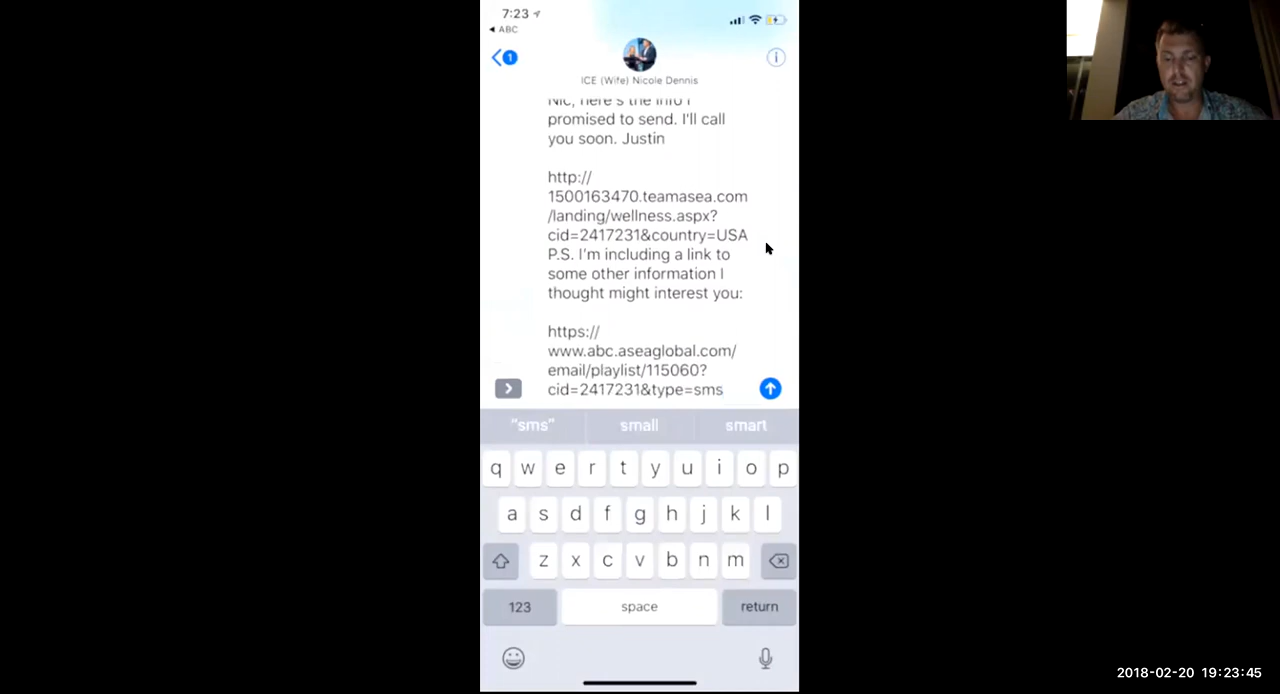 7:23
ABC
1
ICE (Wife) Nicole Dennis
Nic, here's the info I
promised to send. I'll call
you soon. Justin
http://
1500163470.teamasea.com
/landing/wellness.aspx?
cid=2417231&country=USA
P.S. I'm including a link to
some other information I
thought might interest you:
https://
www.abc.aseaglobal.com/
email/playlist/115060?
cid=2417231&type=sms
"sms" small smart
q w e r t y u i o p
a s d f g h j k l
z x c v b n m
123 space return
2018-02-20 19:23:45